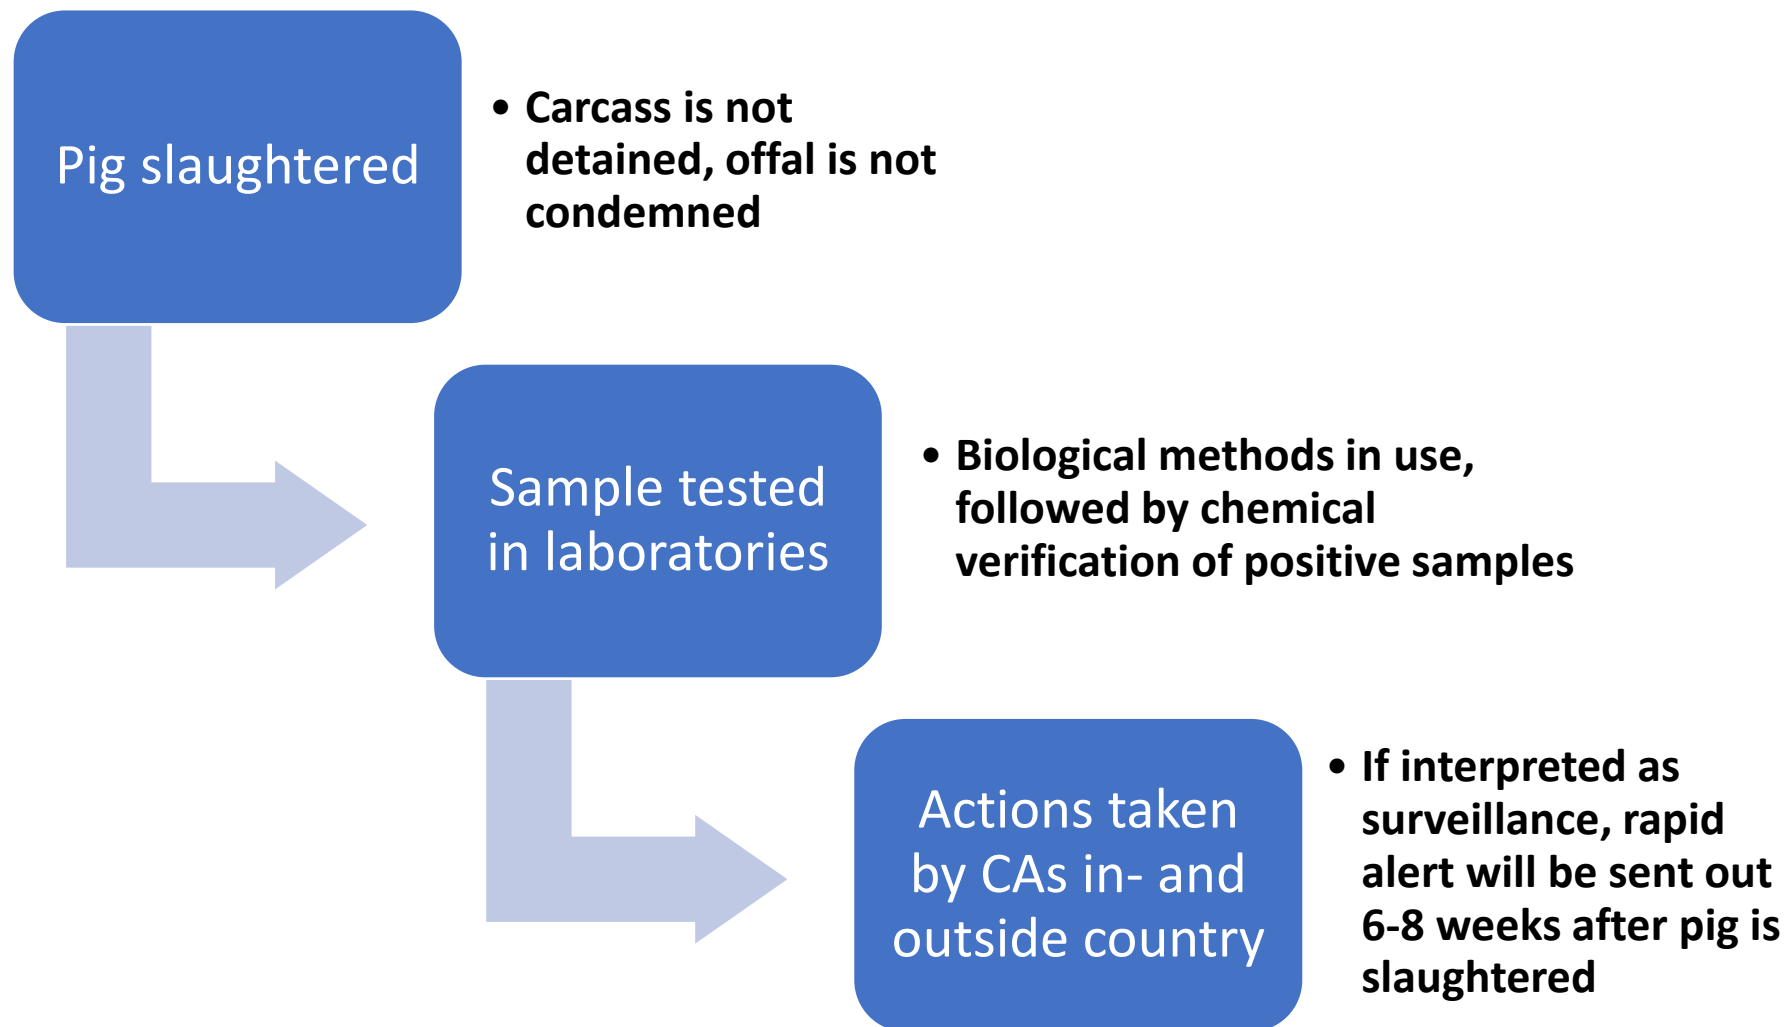 Pig slaughtered
• Carcass is not
detained, offal is not
condemned
Sample tested
in laboratories
• Biological methods in use,
followed by chemical
verification of positive samples
Actions taken
by CAs in- and
outside country
• If interpreted as
surveillance, rapid
alert will be sent out
6-8 weeks after pig is
slaughtered